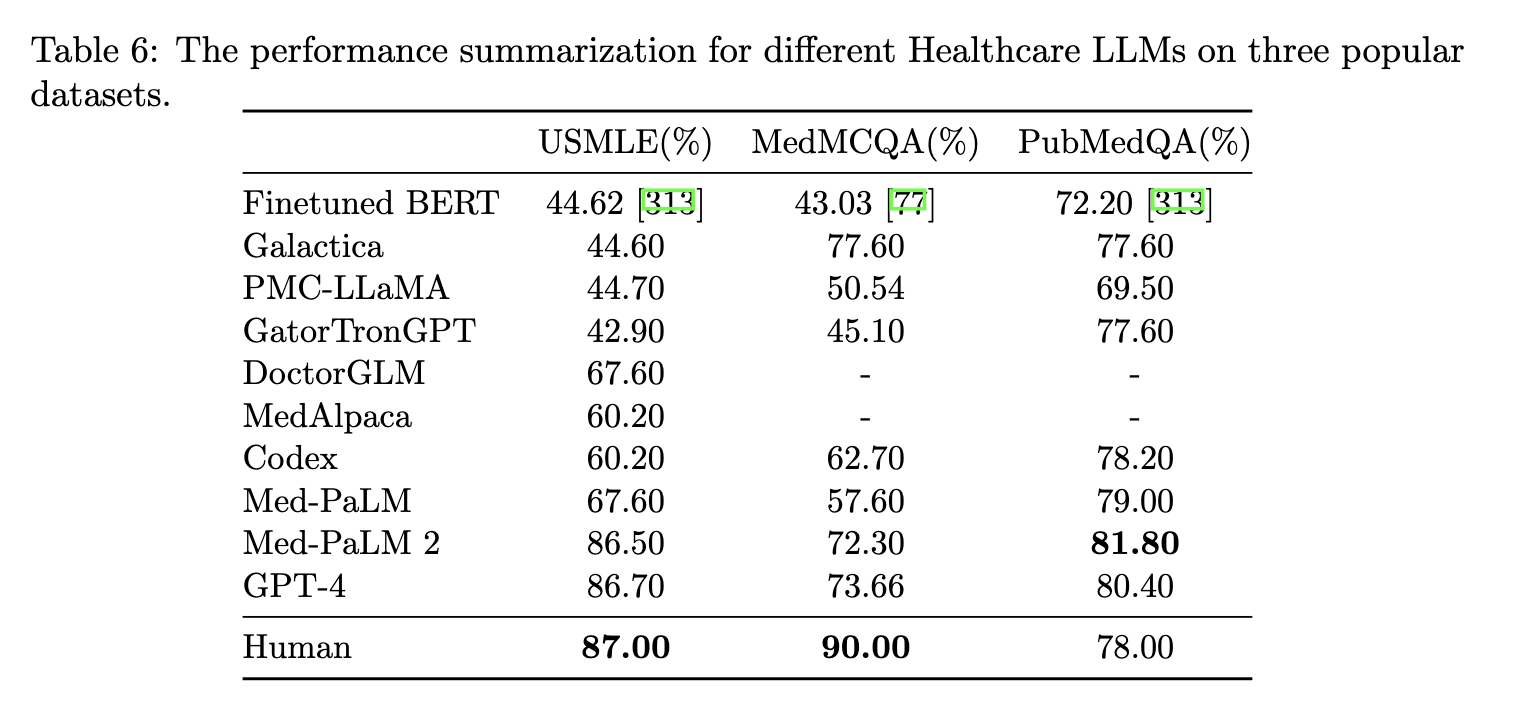 Table 6: The performance summarization for different Healthcare LLMs on three popular
datasets.
USMLE(%) MedMCQA(%) PubMedQA(%)
Finetuned BERT 44.62 [313] 43.03 [77] 72.20 [313]
Galactica 44.60 77.60 77.60
PMC-LLaMA 44.70 50.54 69.50
GatorTronGPT 42.90 45.10 77.60
DoctorGLM 67.60 - -
MedAlpaca 60.20 - -
Codex 60.20 62.70 78.20
Med-PaLM 67.60 57.60 79.00
Med-PaLM 2 86.50 72.30 81.80
GPT-4 86.70 73.66 80.40
Human 87.00 90.00 78.00